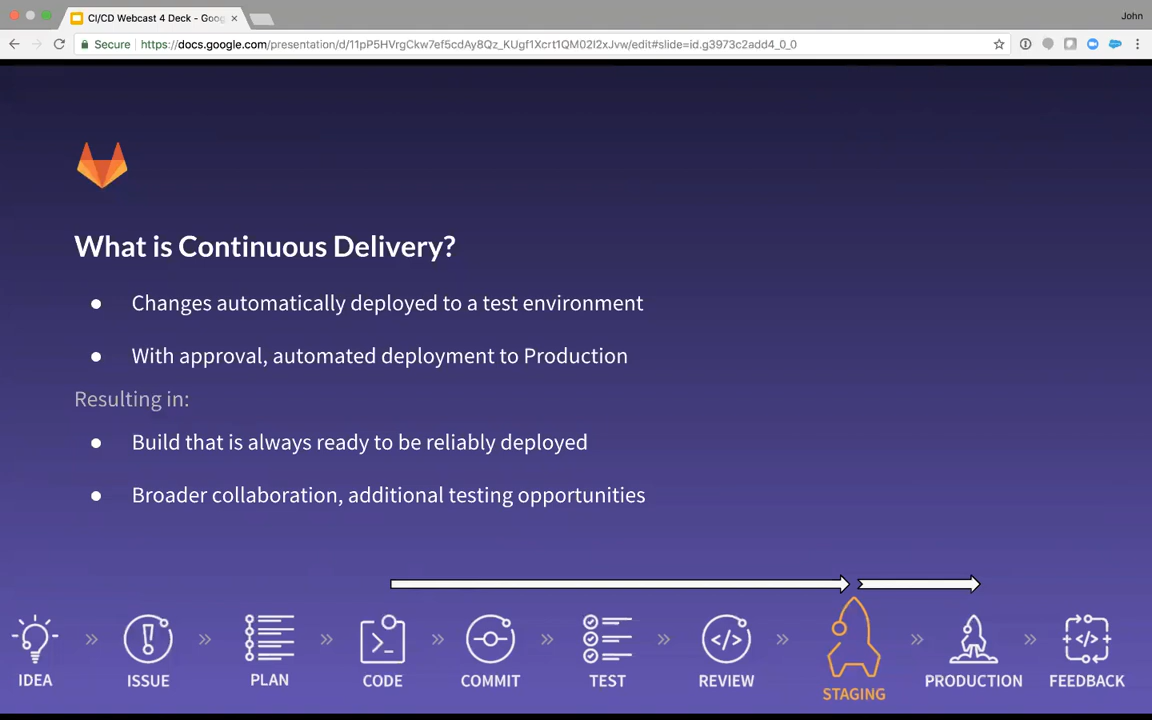 CI/CD Webcast 4 Deck - Goog
John
Secure
https://docs.google.com/presentation/d/11pP5HVrgCkw7ef5cdAy8Qz_KUgf1Xcrt1QM02I2xJvw/edit#slide=id.g3973c2add4_0_0
What is Continuous Delivery?
● Changes automatically deployed to a test environment
● With approval, automated deployment to Production
Resulting in:
● Build that is always ready to be reliably deployed
● Broader collaboration, additional testing opportunities
IDEA » ISSUE » PLAN » CODE » COMMIT » TEST » REVIEW » STAGING » PRODUCTION » FEEDBACK